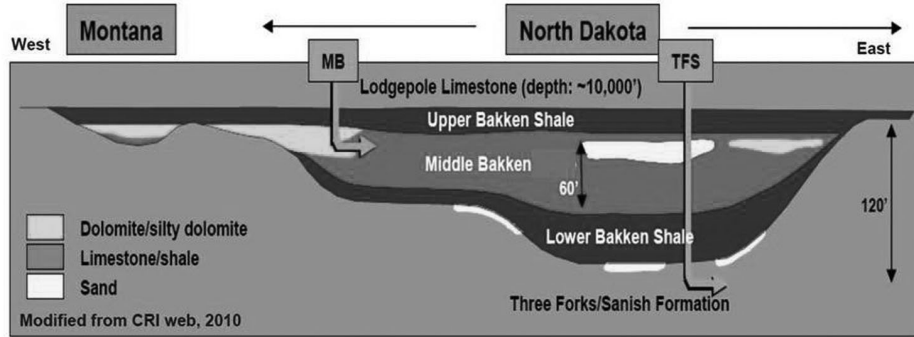 Montana
North Dakota
West
East
MB
TFS
Lodgepole Limestone (depth: ~10,000')
Upper Bakken Shale
Middle Bakken
60'
120'
Dolomite/silty dolomite
Lower Bakken Shale
Limestone/shale
Sand
Three Forks/Sanish Formation
Modified from CRI web, 2010